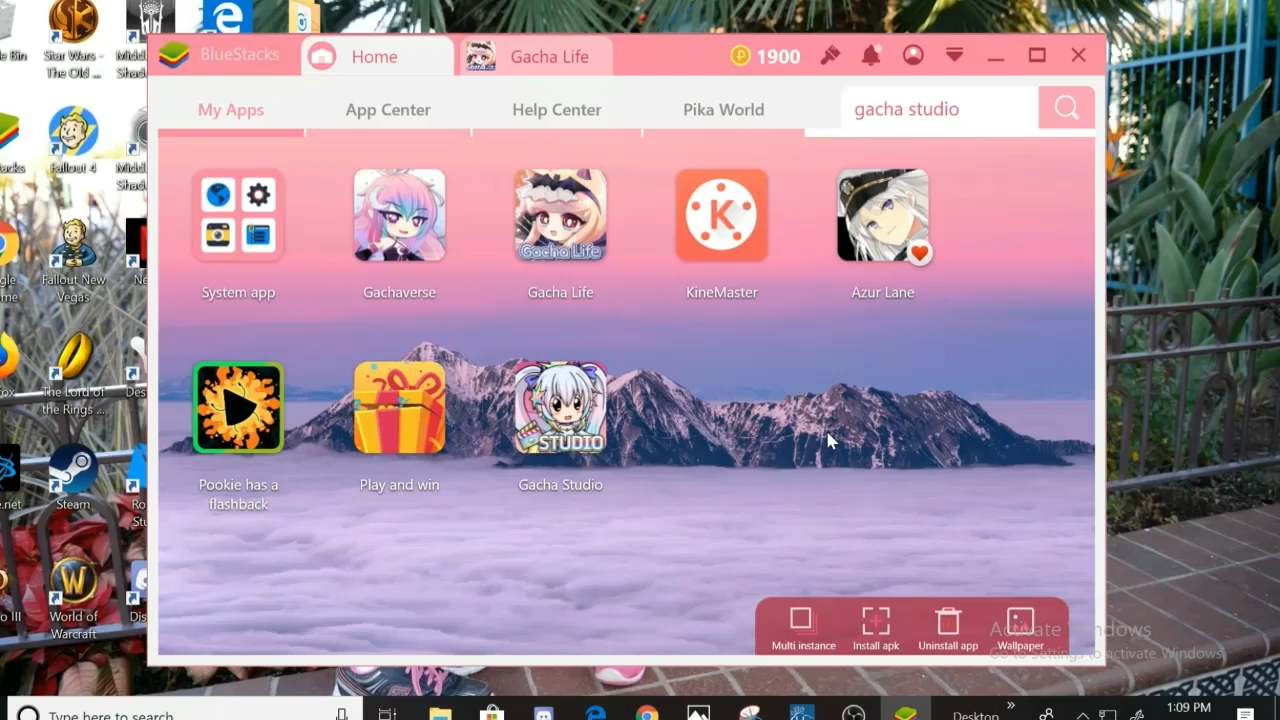 Star Wars -
The Old ...
BlueStacks
Home
Gacha Life
1900
My Apps
App Center
Help Center
Pika World
gacha studio
Fallout 4
Gacha Life
K
System app
Gachaverse
Gacha Life
KineMaster
Azur Lane
Fallout New
Vegas
The Lord of
the Rings ...
STUDIO
Pookie has a
flashback
Play and win
Gacha Studio
Steam
W
World of
Warcraft
Multi instance
Install apk
Uninstall app
Wallpaper
Activate Windows
Go to Settings to activate Windows.
Type here to search
Desktop
1:09 PM